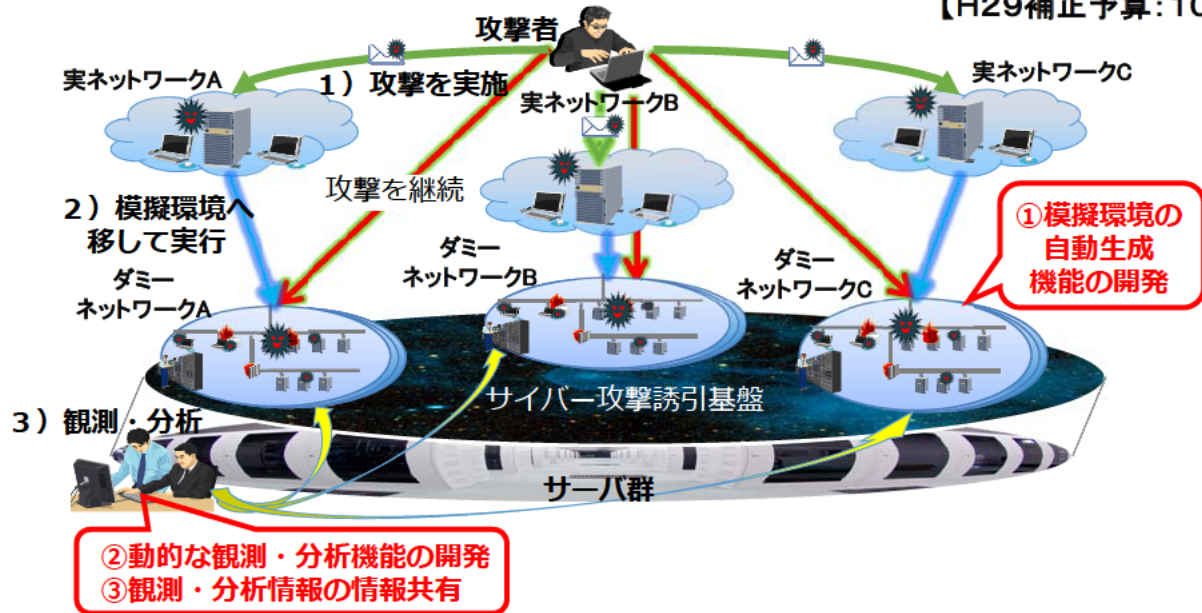 【H29補正予算:10
攻撃者
実ネットワークA
1)攻撃を実施
実ネットワークB
実ネットワークC
攻撃を継続
2)模擬環境へ
移して実行
①模擬環境の
自動生成
機能の開発
ダミー
ネットワークA
ダミー
ネットワークB
ダミー
ネットワークC
サイバー攻撃誘引基盤
3)観測・分析
サーバ群
②動的な観測・分析機能の開発
③観測・分析情報の情報共有